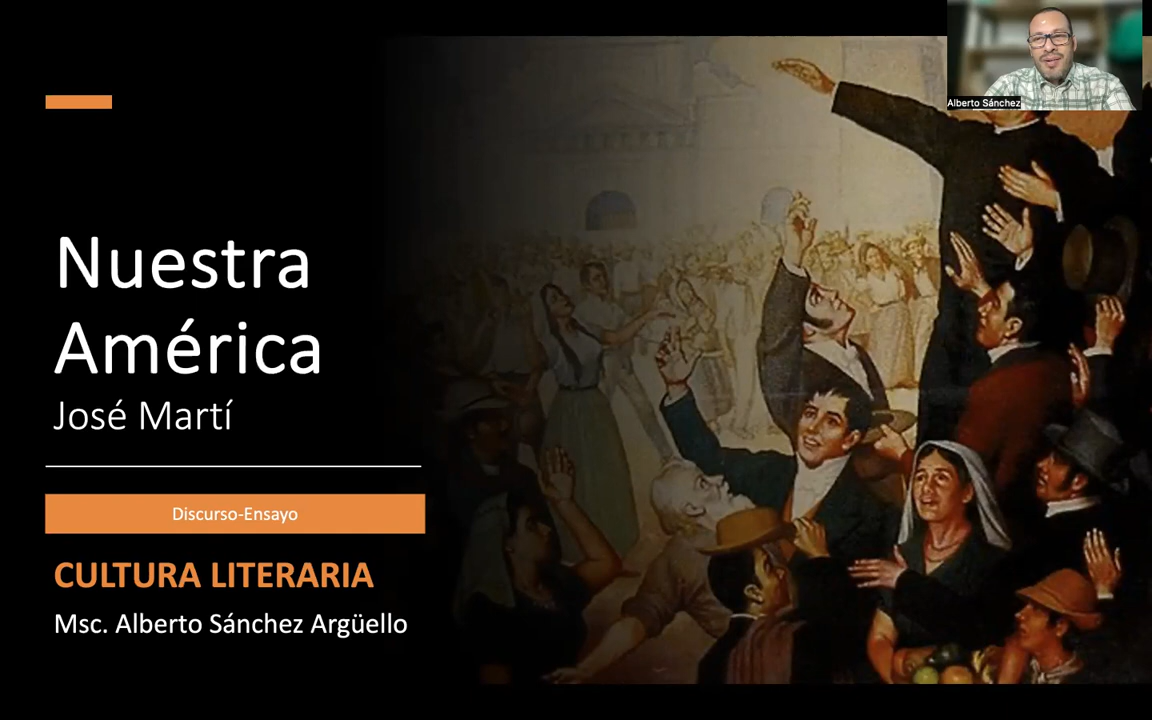 Alberto Sánchez
Nuestra
América
José Martí
Discurso-Ensayo
CULTURA LITERARIA
Msc. Alberto Sánchez Argüello